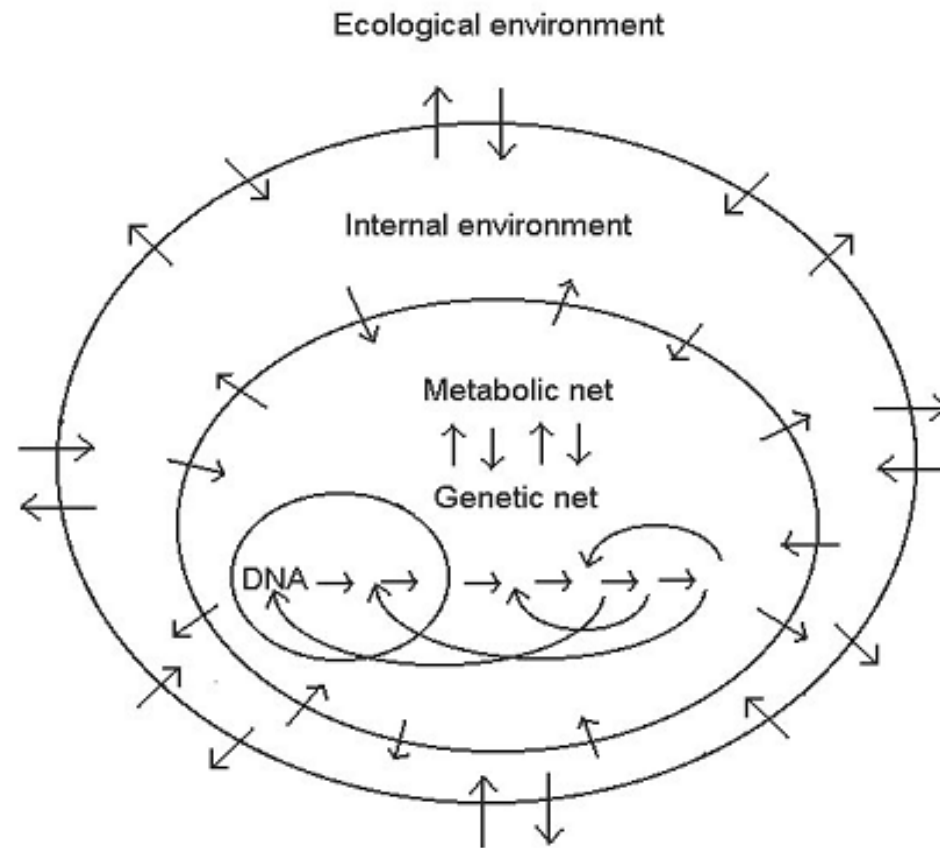 Ecological environment
Internal environment
Metabolic net
Genetic net
DNA